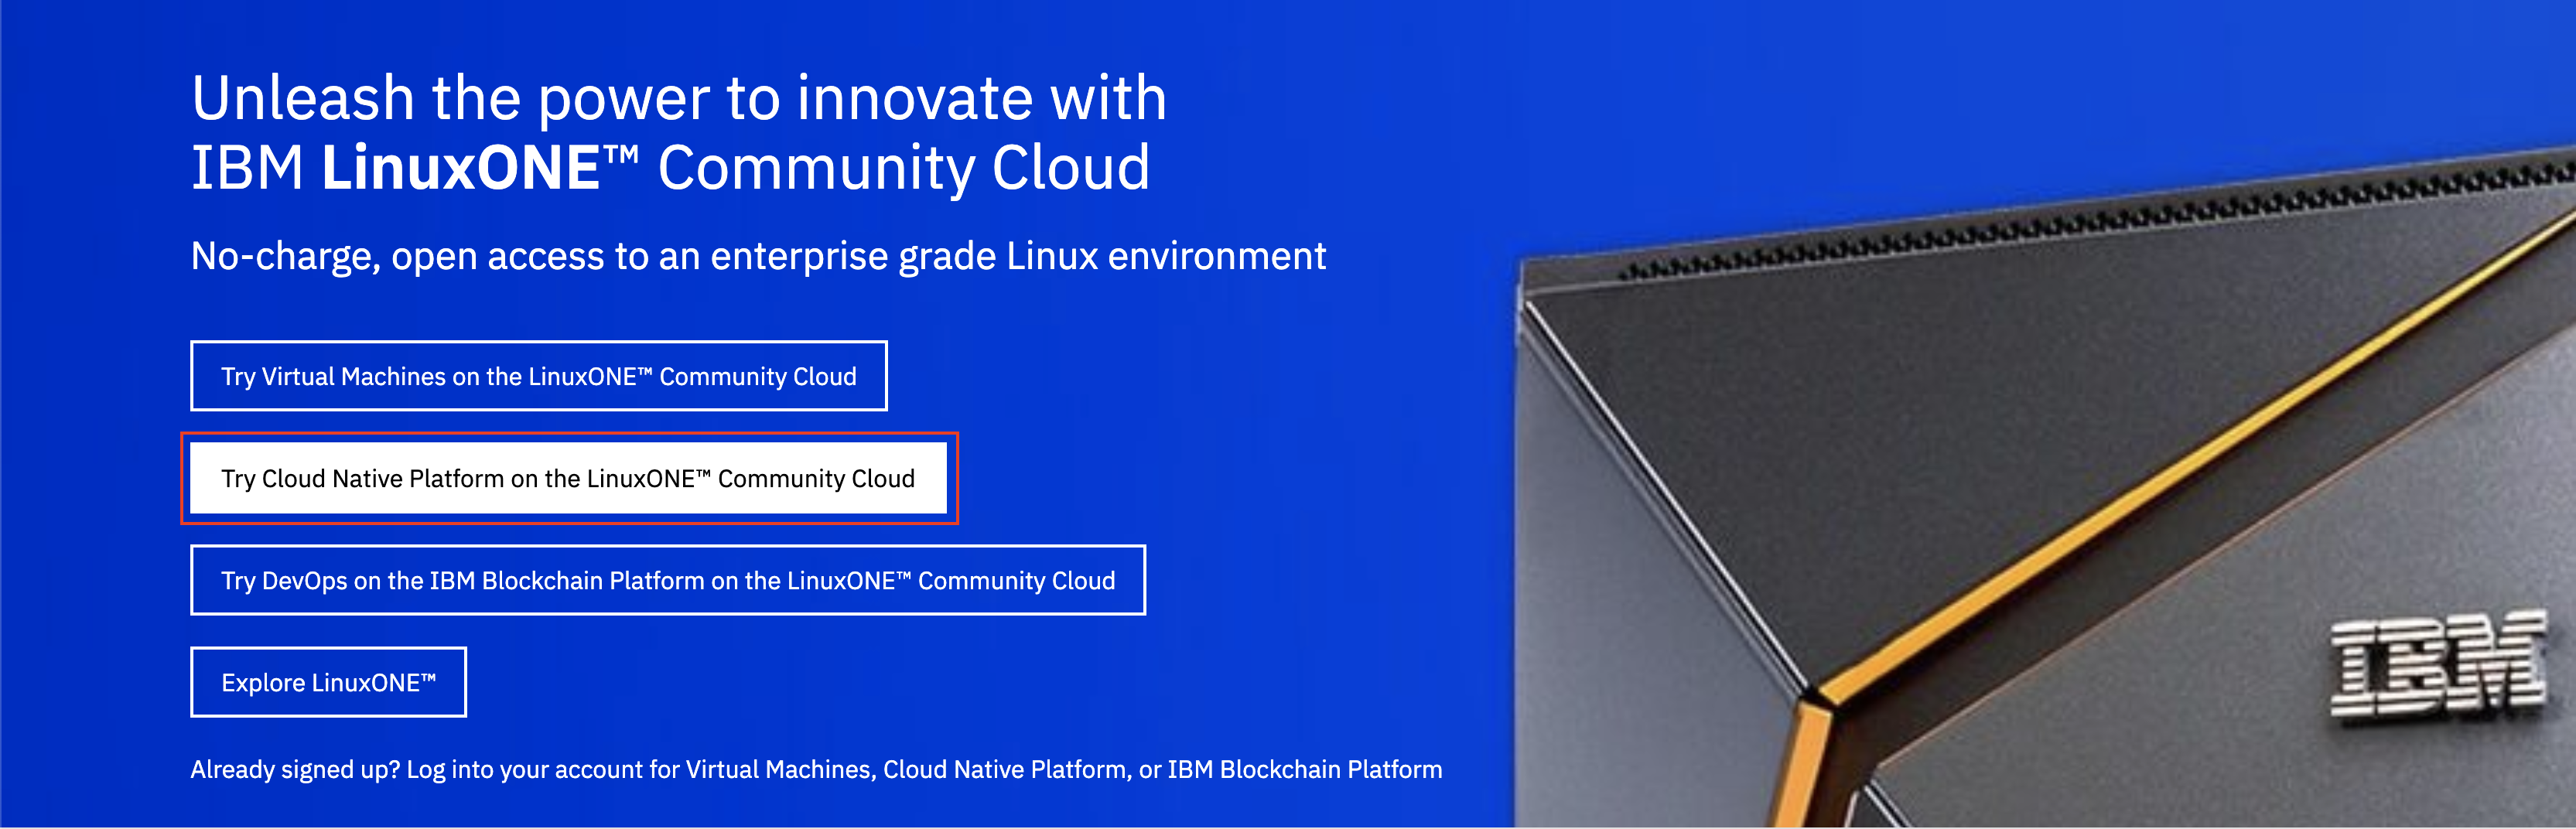 Unleash the power to innovate with
IBM LinuxONE™ Community Cloud
No-charge, open access to an enterprise grade Linux environment
Try Virtual Machines on the LinuxONE™ Community Cloud
Try Cloud Native Platform on the LinuxONE™ Community Cloud
Try DevOps on the IBM Blockchain Platform on the LinuxONE™ Community Cloud
Explore LinuxONE™
IBM
Already signed up? Log into your account for Virtual Machines, Cloud Native Platform, or IBM Blockchain Platform